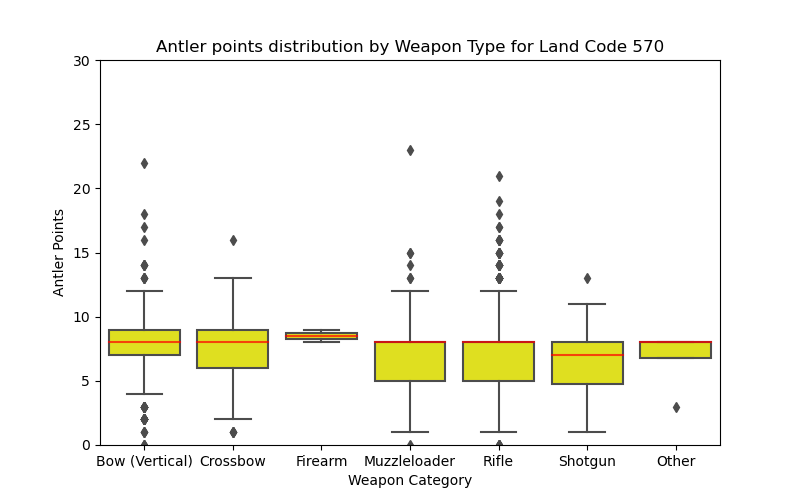 Antler points distribution by Weapon Type for Land Code 570
Antler Points
30
25
20
15
10
5
0
Bow (Vertical) Crossbow Firearm Muzzleloader Rifle Shotgun Other
Weapon Category